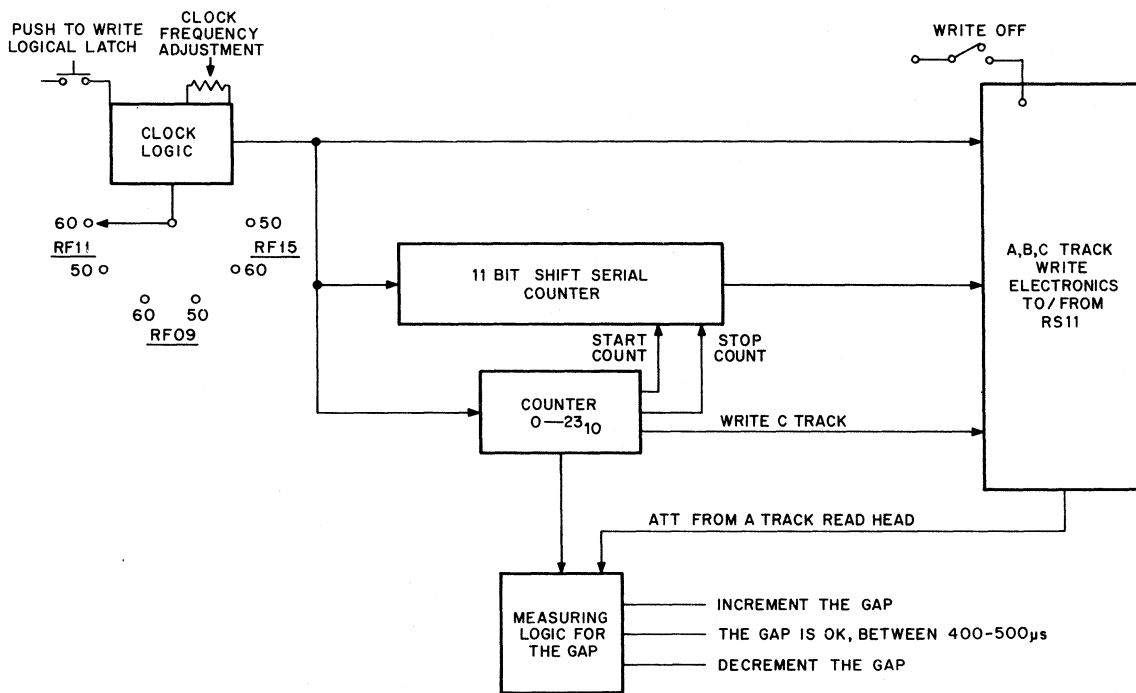 PUSH TO WRITE
LOGICAL LATCH
CLOCK
FREQUENCY
ADJUSTMENT
WRITE OFF
CLOCK
LOGIC
60
RF11
50
60
50
RF09
50
RF15
60
11 BIT SHIFT SERIAL
COUNTER
START
COUNT
STOP
COUNT
COUNTER
0—23₁₀
WRITE C TRACK
A,B,C TRACK
WRITE
ELECTRONICS
TO/FROM
RS11
ATT FROM A TRACK READ HEAD
MEASURING
LOGIC FOR
THE GAP
INCREMENT THE GAP
THE GAP IS OK, BETWEEN 400-500µs
DECREMENT THE GAP